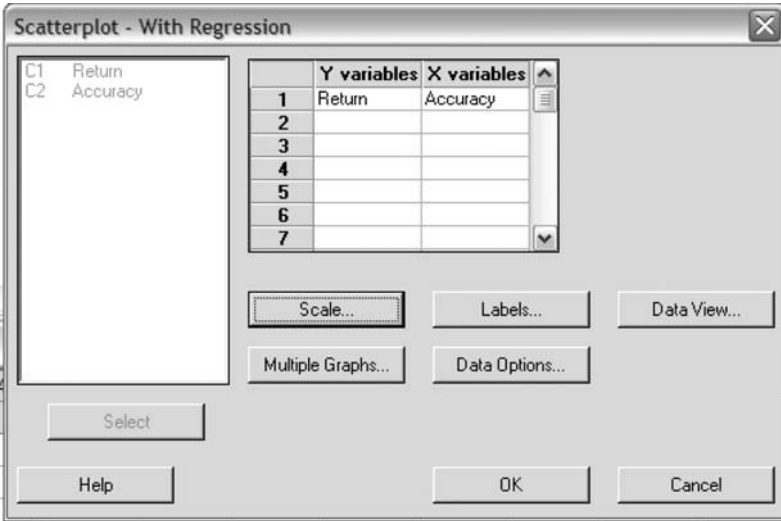 Scatterplot - With Regression
C1 Return
C2 Accuracy
Y variables X variables
1 Return Accuracy
2
3
4
5
6
7
Scale... Labels... Data View...
Multiple Graphs... Data Options...
Select
Help OK Cancel